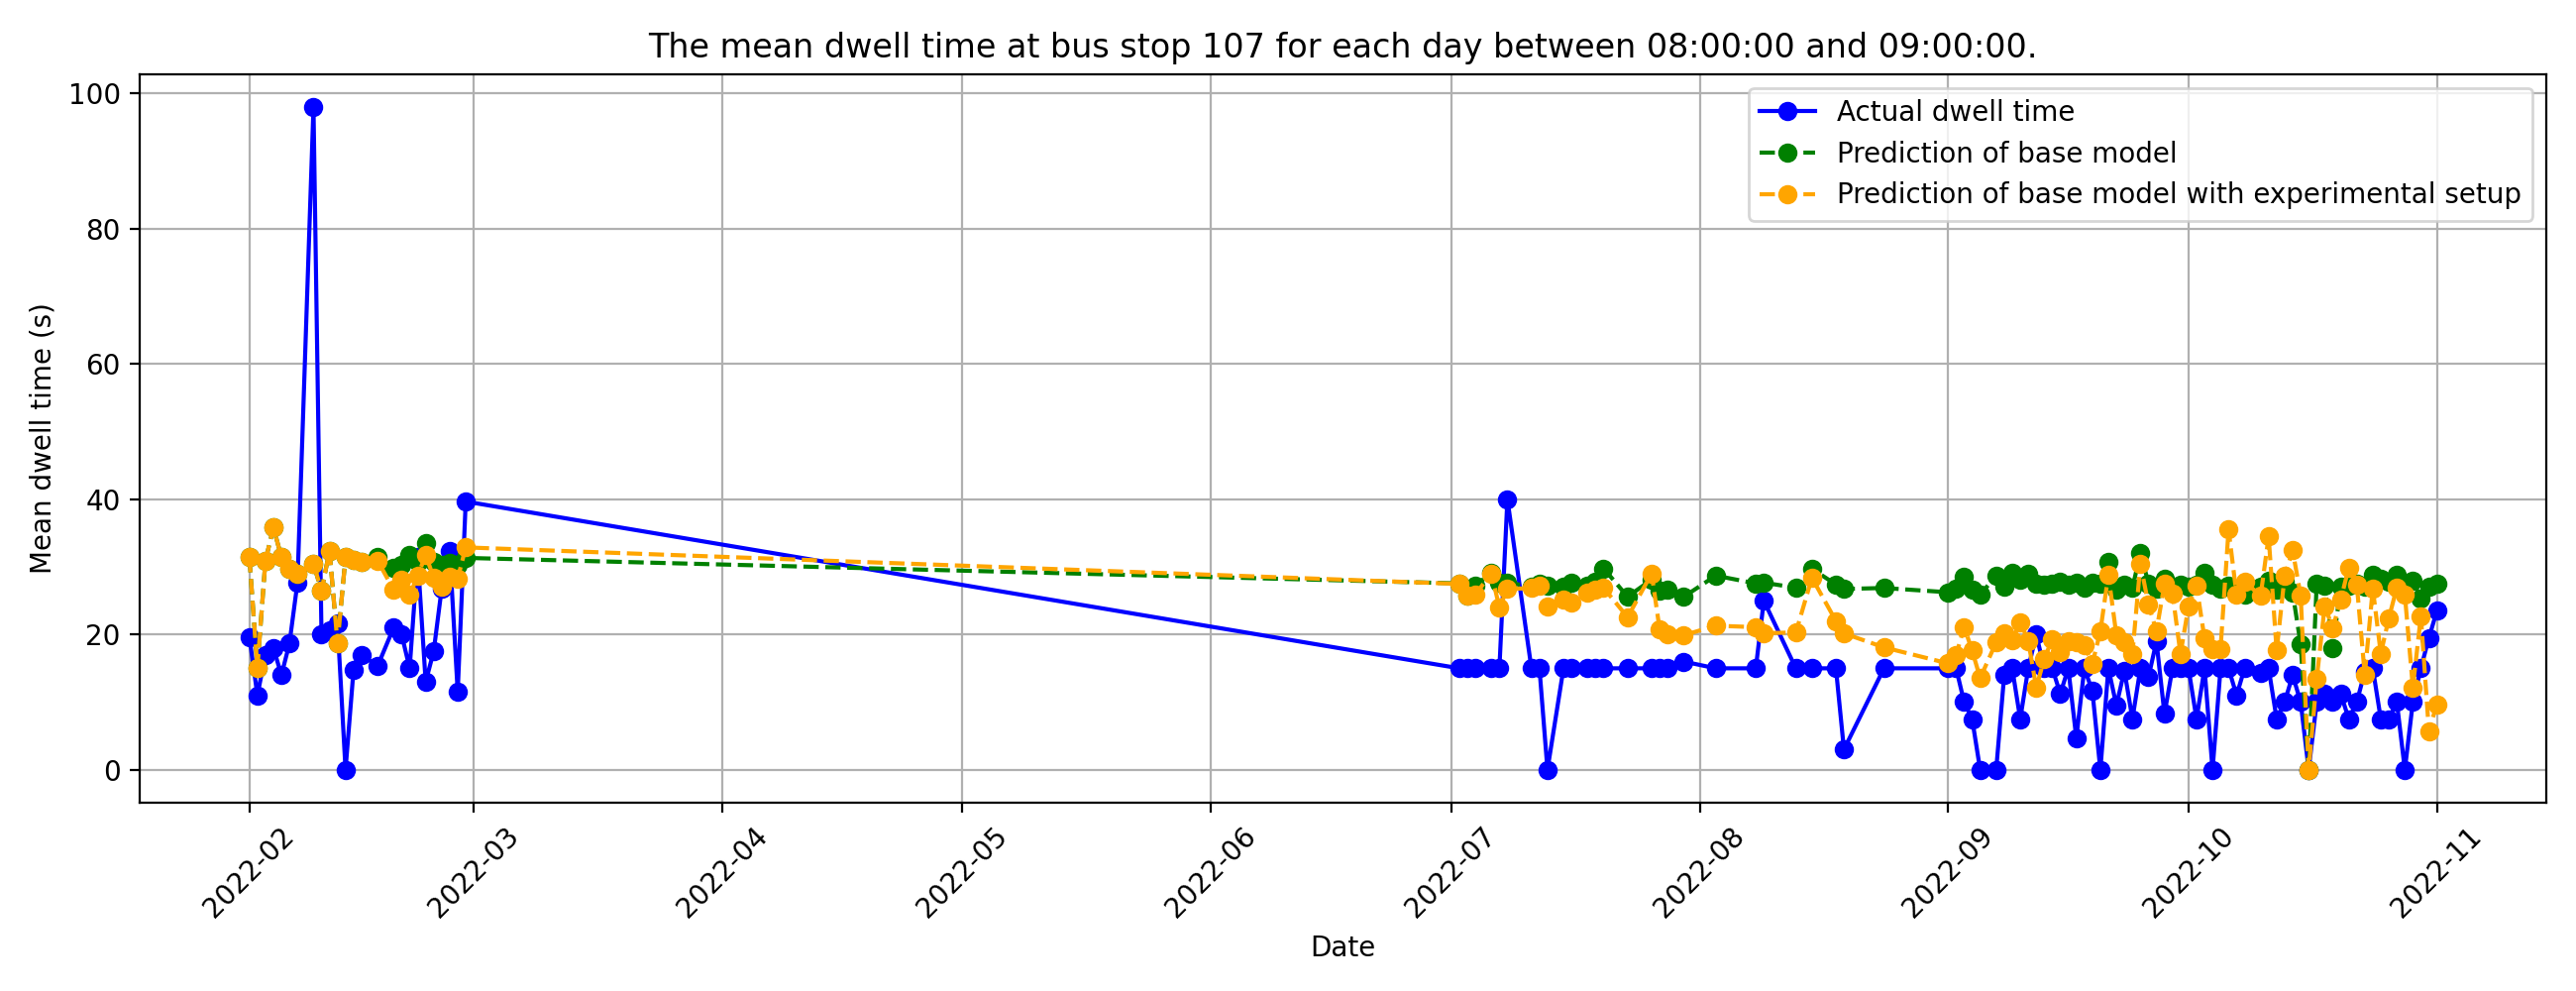 The mean dwell time at bus stop 107 for each day between 08:00:00 and 09:00:00.
Mean dwell time (s)
100
80
60
40
20
0
Actual dwell time
Prediction of base model
Prediction of base model with experimental setup
2022-02
2022-03
2022-04
2022-05
2022-06
2022-07
2022-08
2022-09
2022-10
2022-11
Date